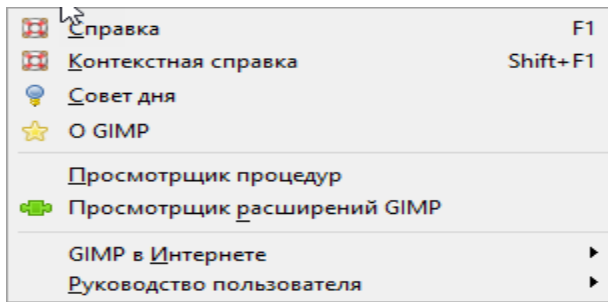 Справка F1
Контекстная справка Shift+F1
Совет дня
О GIMP
Просмотрщик процедур
Просмотрщик расширений GIMP
GIMP в Интернете
Руководство пользователя